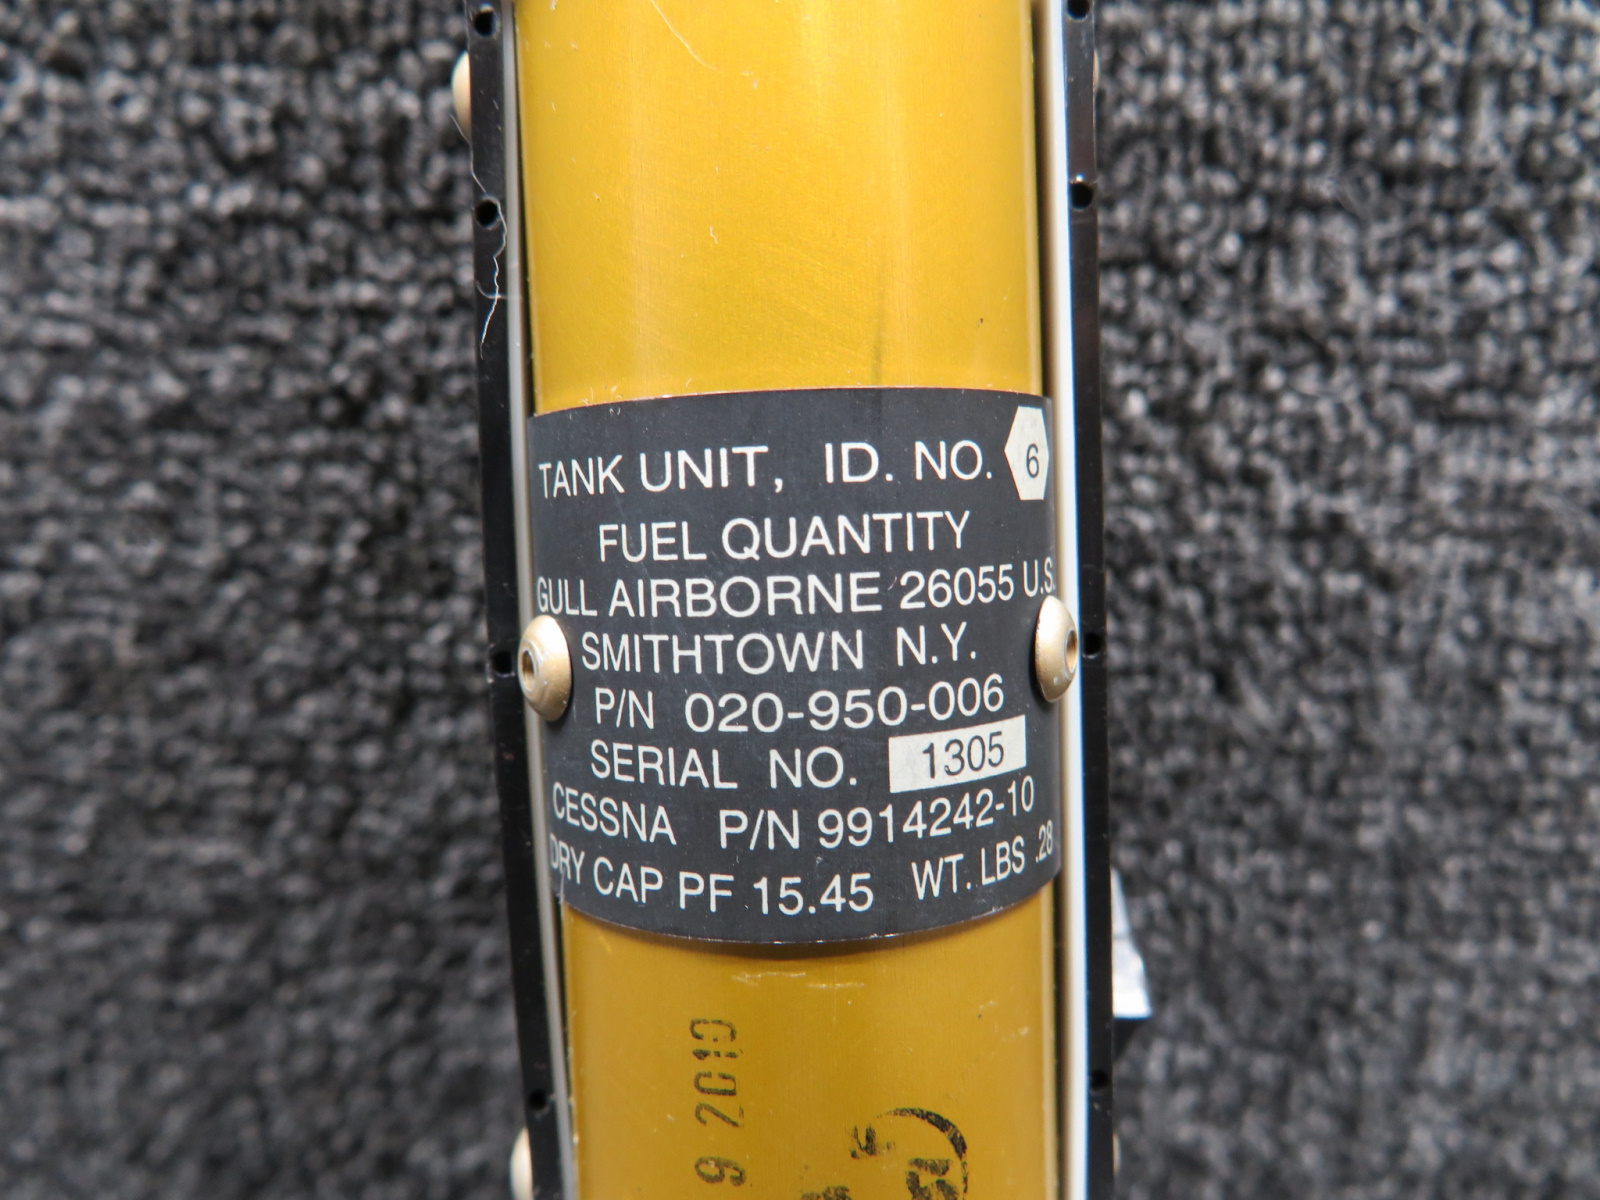 TANK UNIT, ID. NO. 6
FUEL QUANTITY
GULL AIRBORNE 26055 U.S.
SMITHTOWN N.Y.
P/N 020-950-006
SERIAL NO. 1305
CESSNA P/N 9914242-10
DRY CAP PF 15.45 WT. LBS .28
9 2010